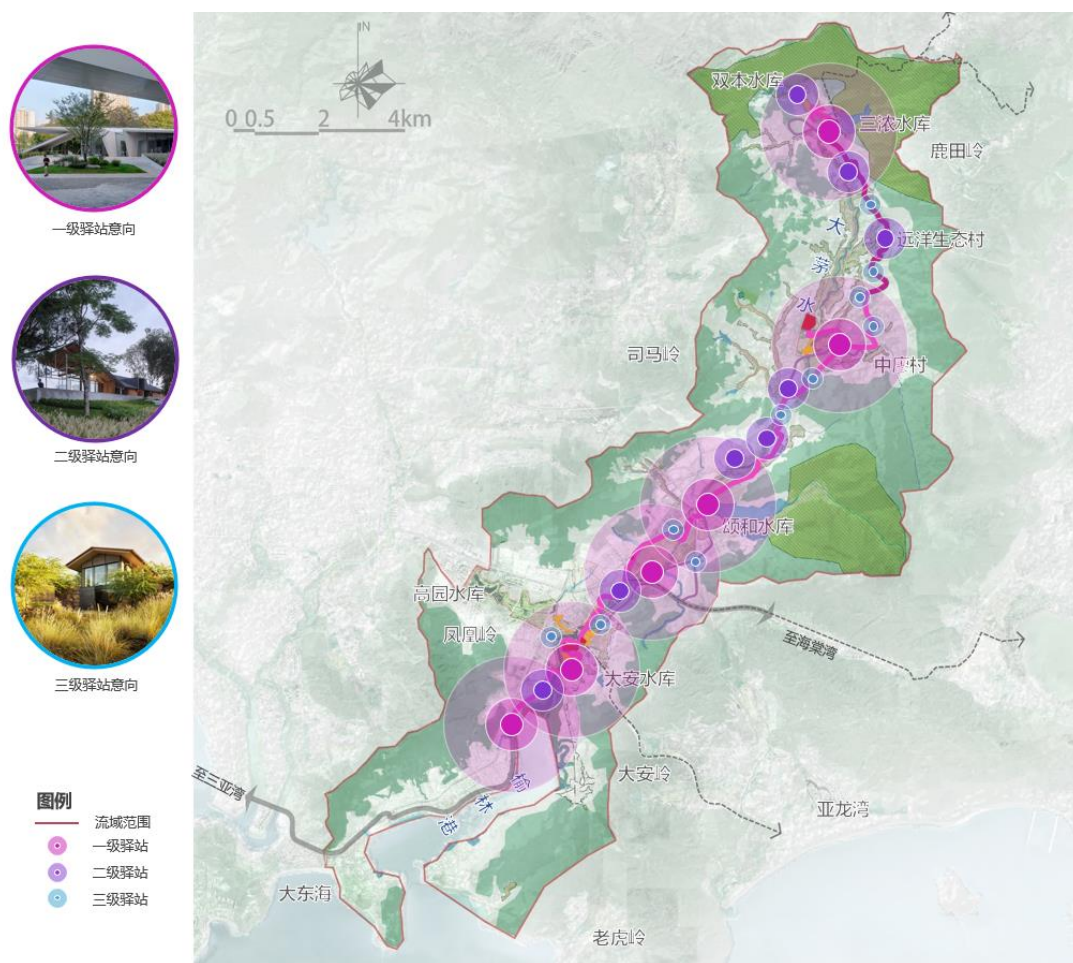 一级驿站意向
二级驿站意向
三级驿站意向
图例
流域范围
一级驿站
二级驿站
三级驿站
N
0 0.5 2 4km
双本水库
三浓水库
鹿田岭
远洋生态村
大茅水
司马岭
中廖村
颂和水库
高园水库
凤凰岭
至海棠湾
大安水库
大安岭
至三亚湾
榆林港
亚龙湾
大东海
老虎岭